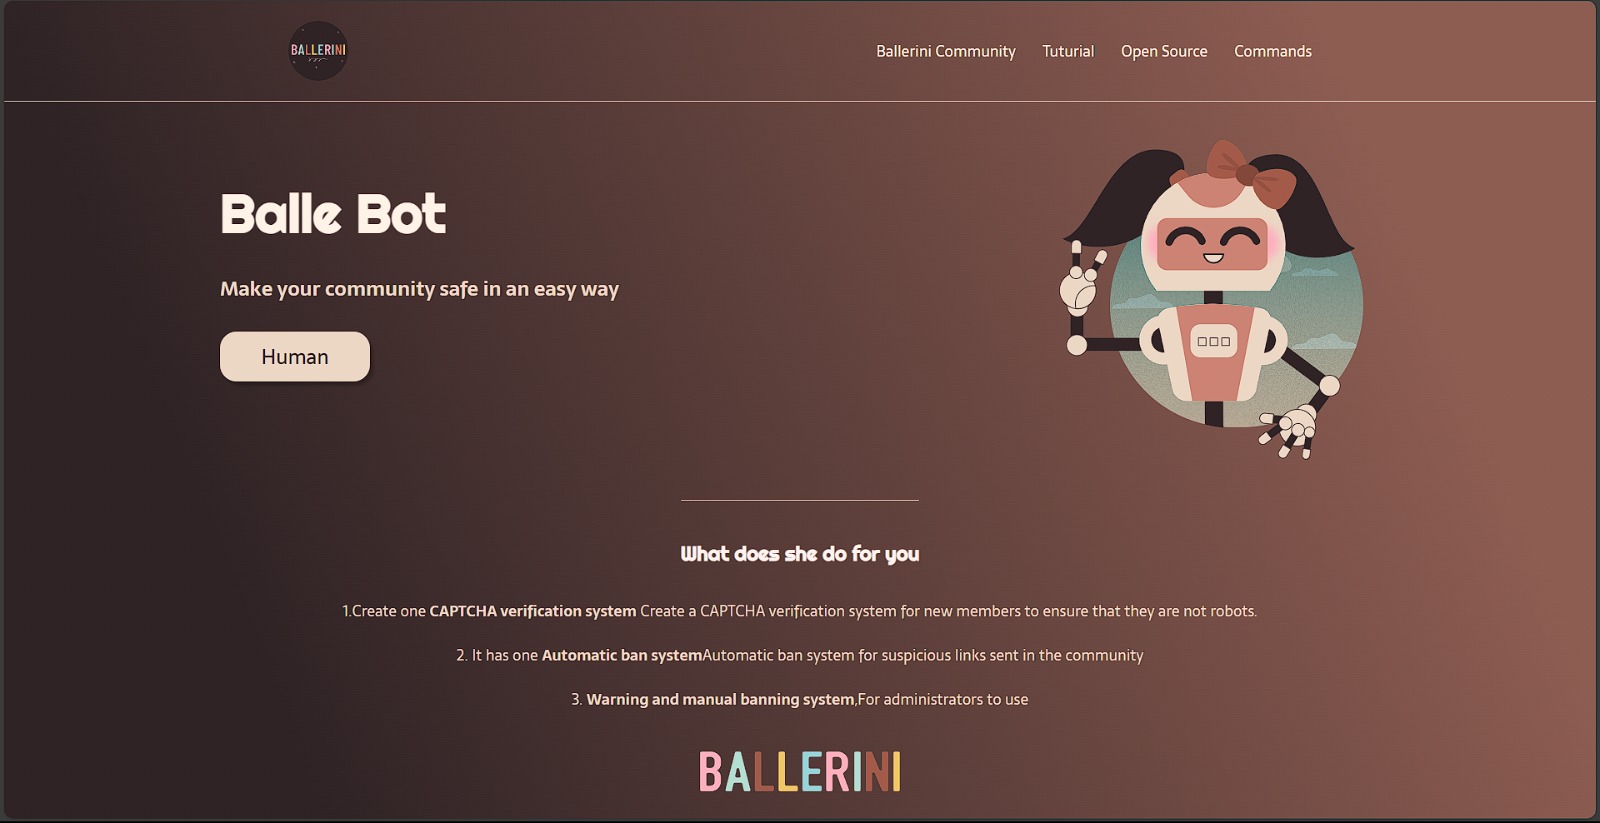 BALLERINI
Ballerini Community Tuturial Open Source Commands
Balle Bot
Make your community safe in an easy way
Human
What does she do for you
1.Create one CAPTCHA verification system Create a CAPTCHA verification system for new members to ensure that they are not robots.
2. It has one Automatic ban systemAutomatic ban system for suspicious links sent in the community
3. Warning and manual banning system,For administrators to use
BALLERINI